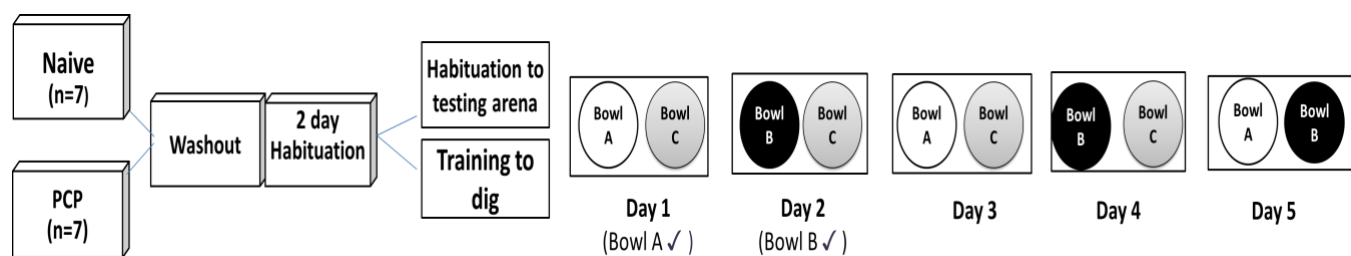 Naive
(n=7)
PCP
(n=7)
Washout
2 day
Habituation
Habituation to
testing arena
Training to
dig
Bowl
A
Bowl
C
Day 1
(Bowl A ✓ )
Bowl
B
Bowl
C
Day 2
(Bowl B ✓ )
Bowl
A
Bowl
C
Day 3
Bowl
B
Bowl
C
Day 4
Bowl
A
Bowl
B
Day 5